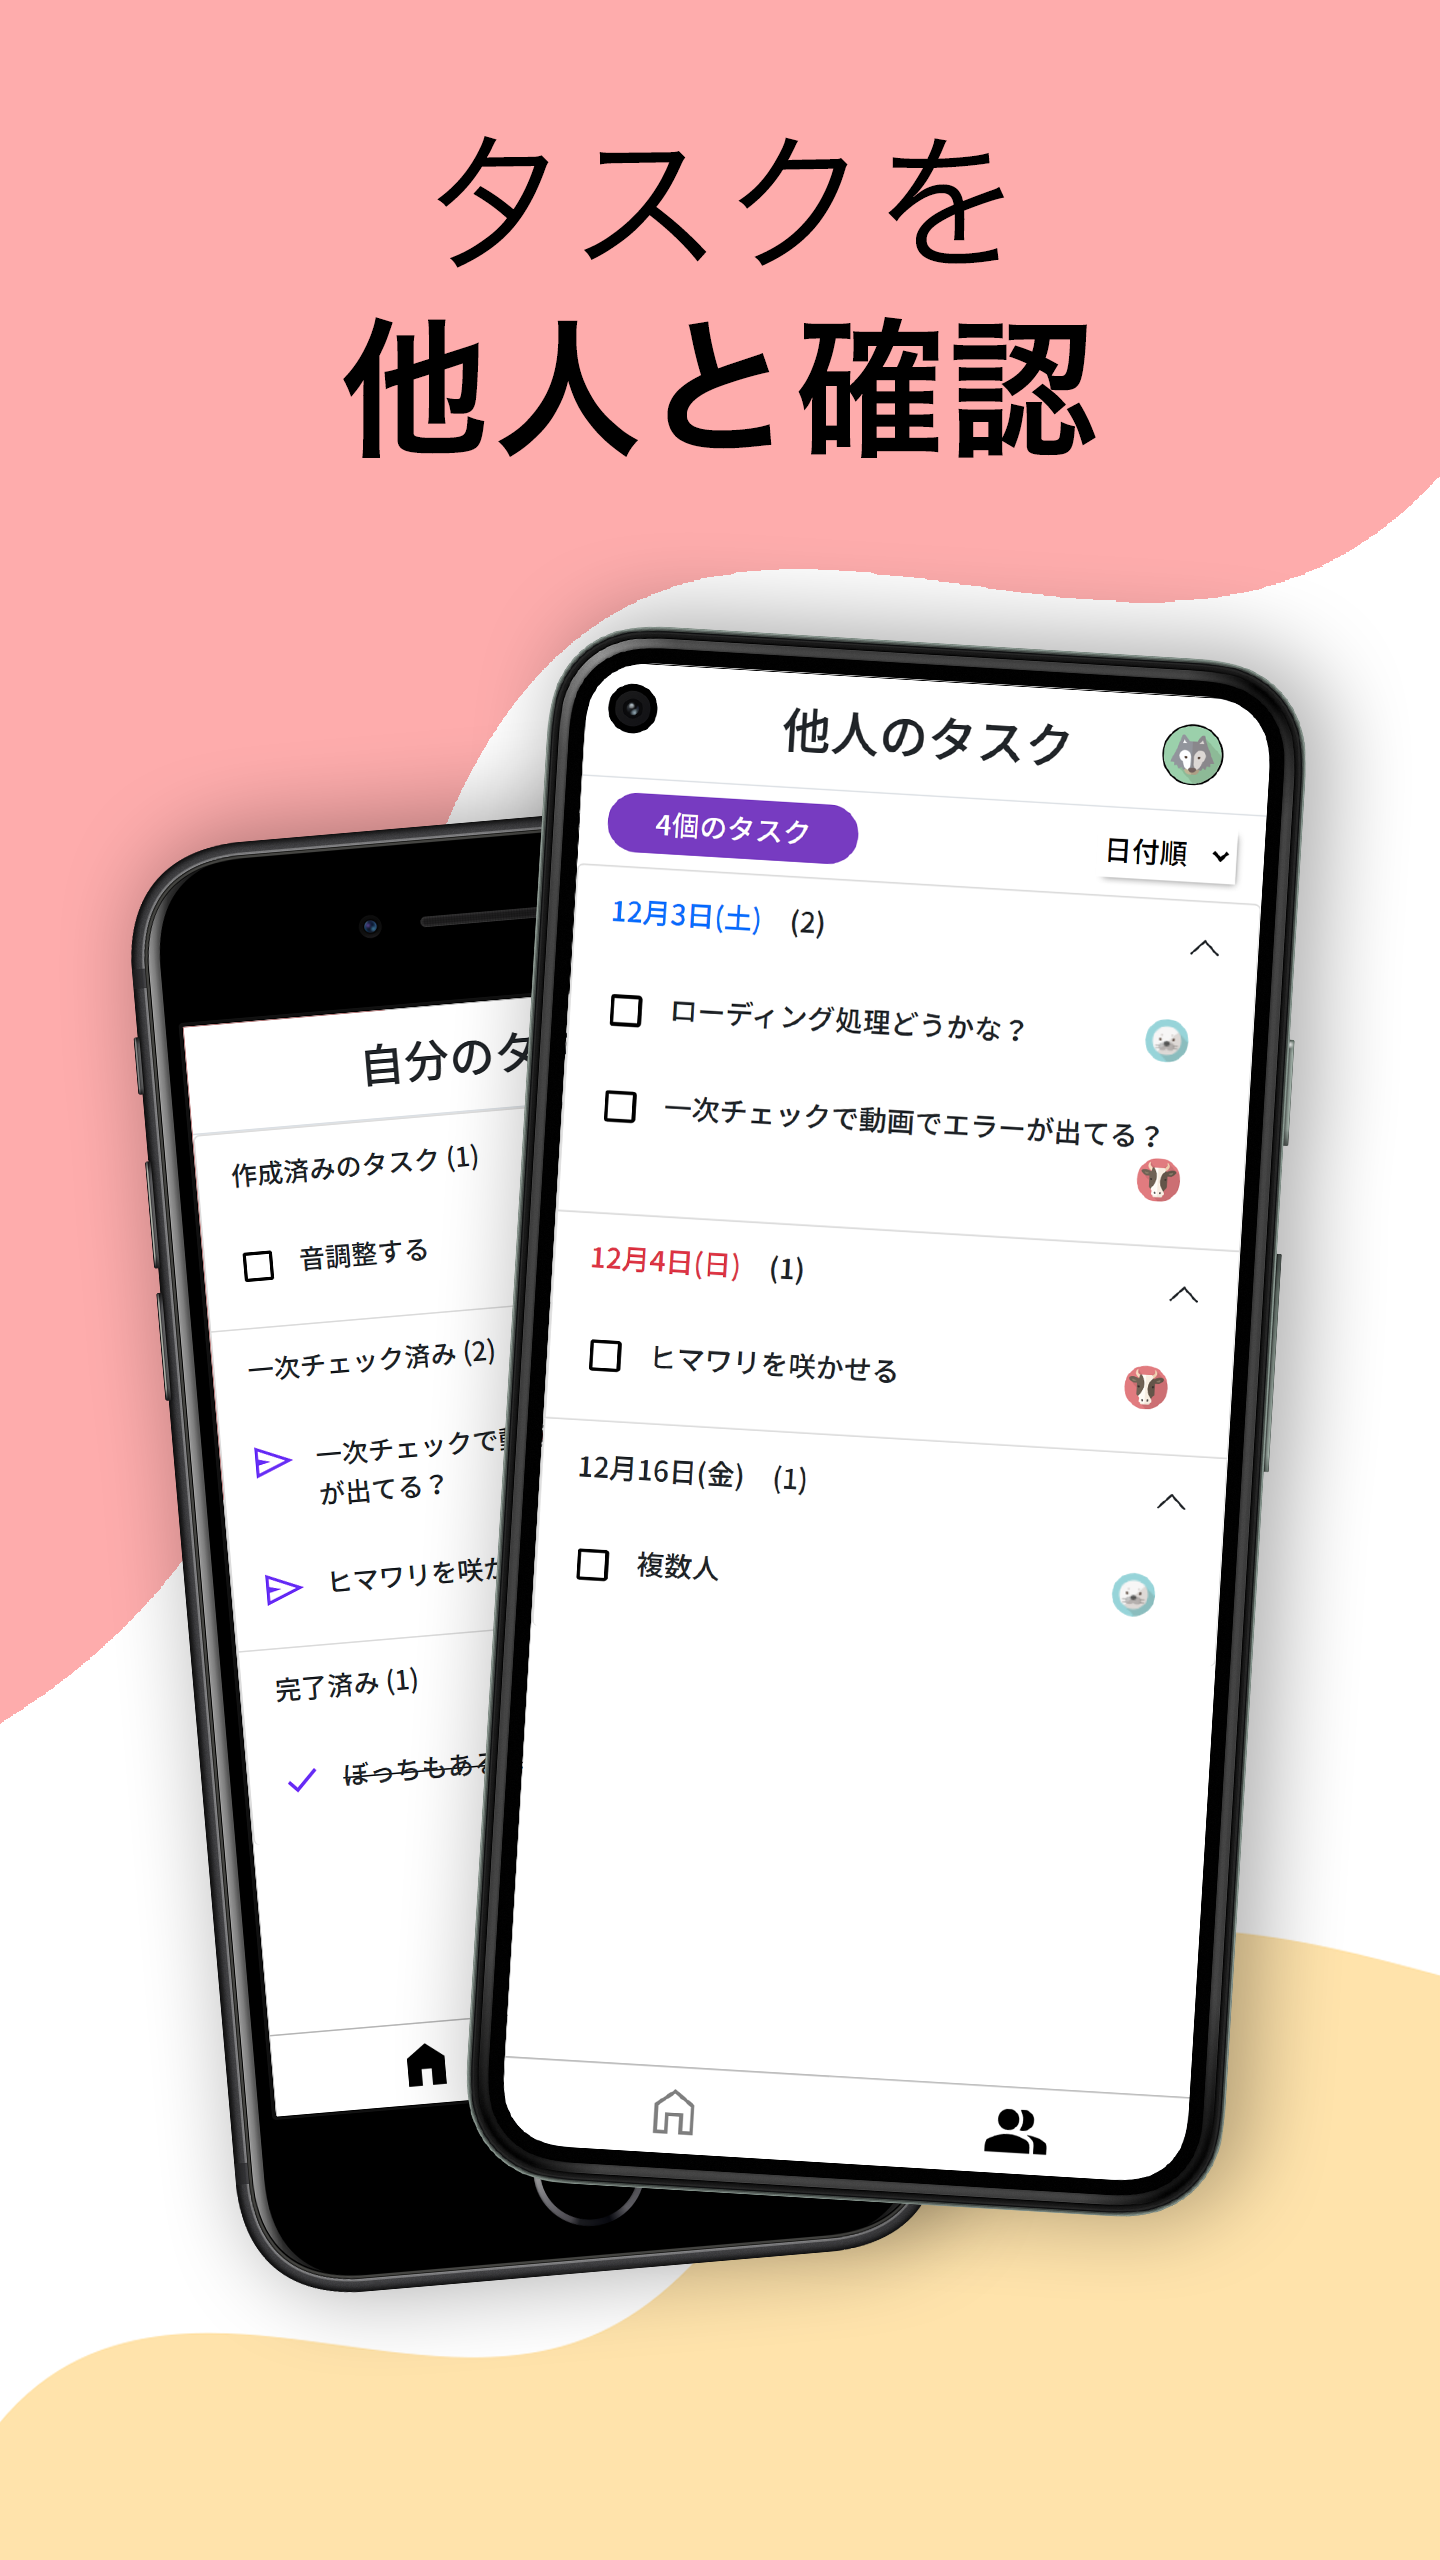 タスクを
他人と確認
他人のタスク
4個のタスク
日付順
12月3日(土) (2)
ローディング処理どうかな？
一次チェックで動画でエラーが出てる？
12月4日(日) (1)
ヒマワリを咲かせる
12月16日(金) (1)
複数人
自分のタ
作成済みのタスク (1)
音調整する
一次チェック済み (2)
一次チェックで
が出てる？
ヒマワリを咲か
完了済み (1)
ぼっちもある